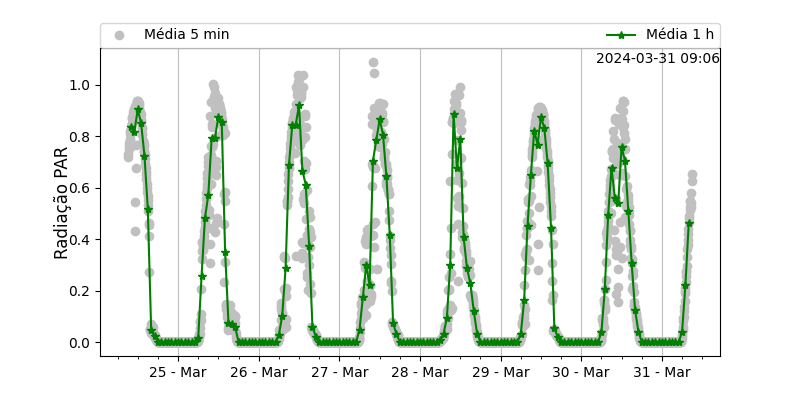 Média 5 min
Média 1 h
2024-03-31 09:06
Radiação PAR
1.0
0.8
0.6
0.4
0.2
0.0
25 - Mar
26 - Mar
27 - Mar
28 - Mar
29 - Mar
30 - Mar
31 - Mar